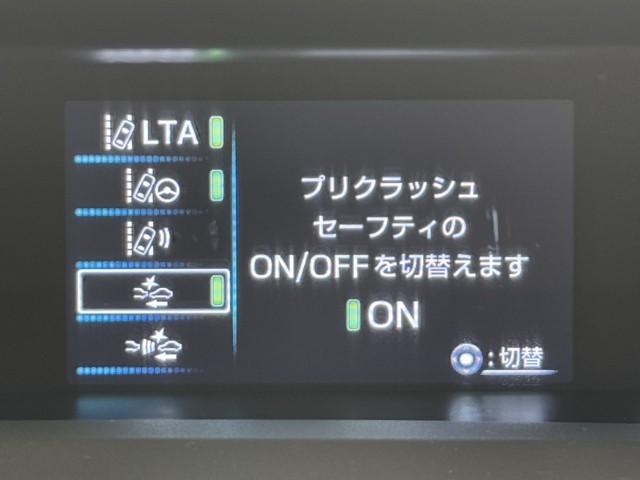 LTA
プリクラッシュ
セーフティの
ON/OFFを切替えます
ON
:切替